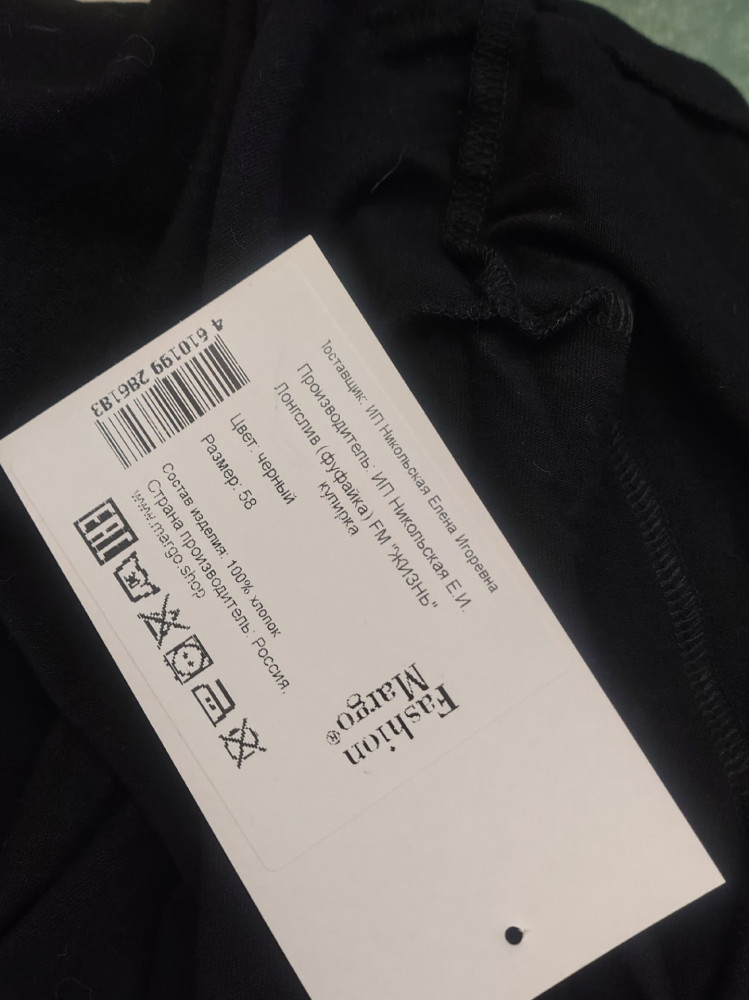 Fashion
Margo®
Поставщик: ИП Никольская Елена Игоревна
Производитель: ИП Никольская Е.И.
Лонгслив (фуфайка) FM "ЖИЗНЬ"
кулирка
Цвет: черный
Размер: 58
Состав изделия: 100% хлопок
Страна производитель: Россия,
www.margo.shop
EAC
4 610199 286183